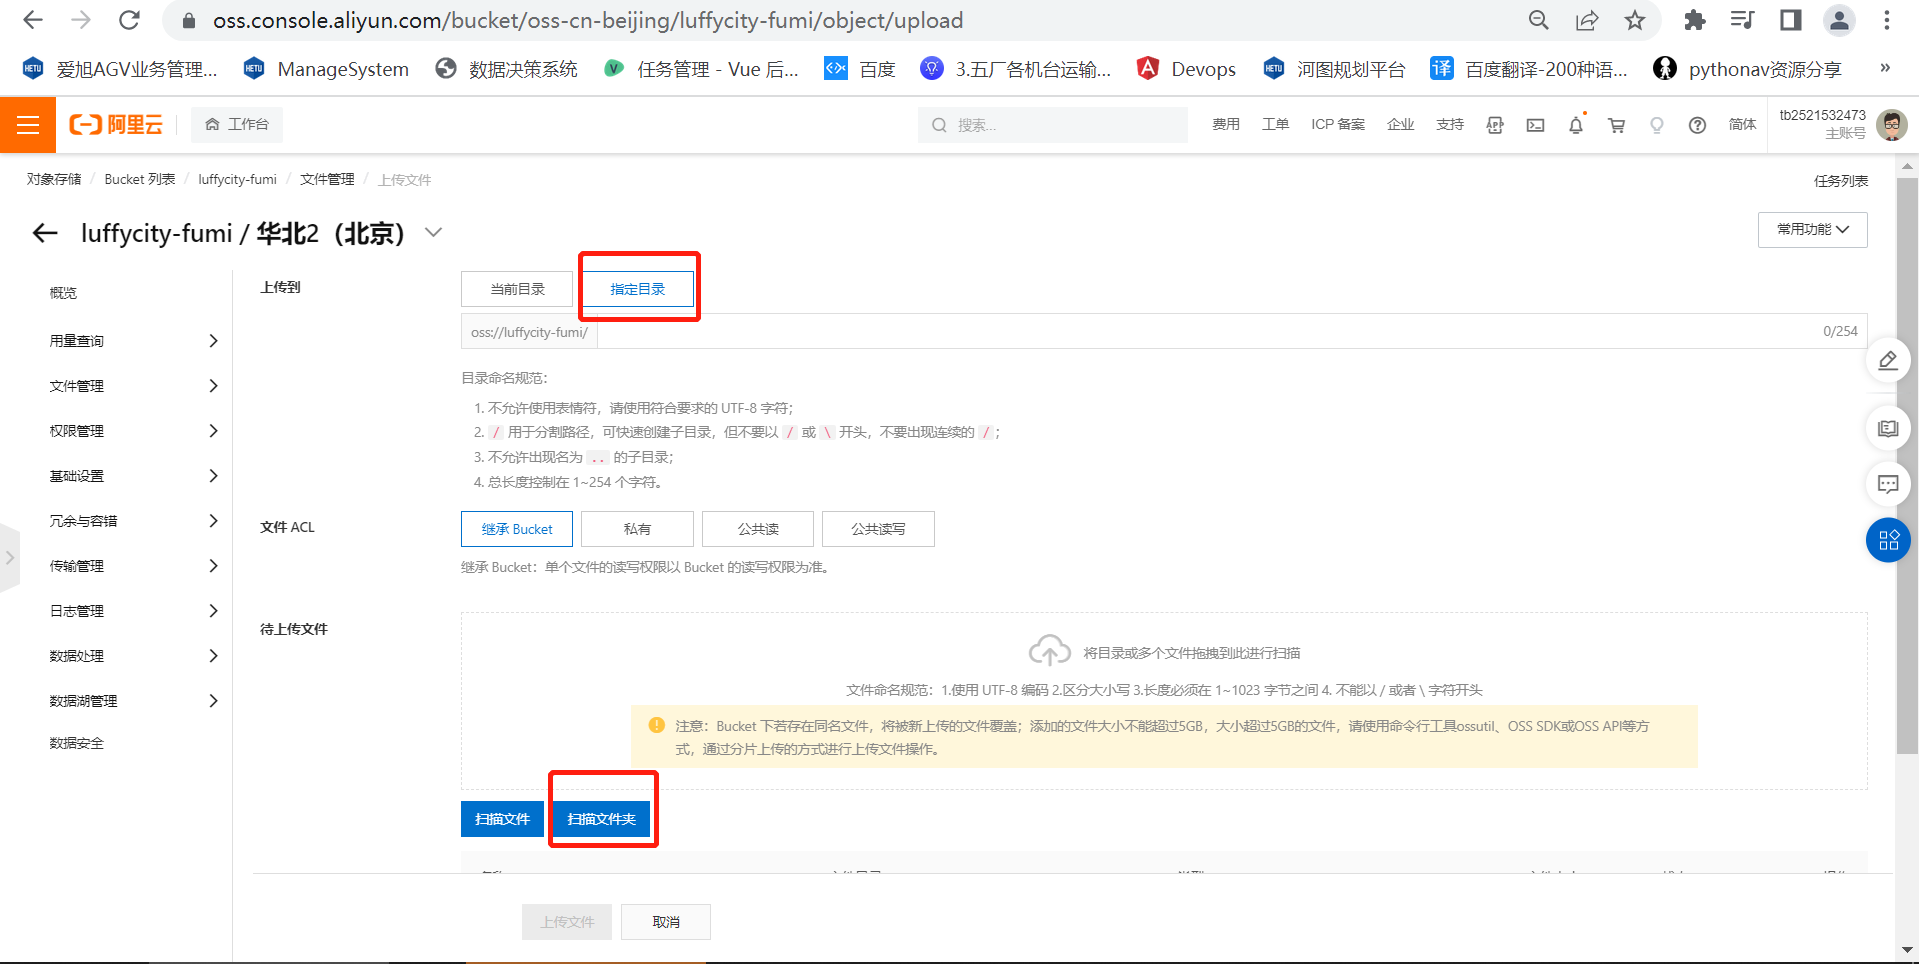 oss.console.aliyun.com/bucket/oss-cn-beijing/luffycity-fumi/object/upload
HETU 爱旭AGV业务管理... HETU ManageSystem 数据决策系统 V 任务管理 - Vue 后... 百度 3.五厂各机台运输... A Devops HETU 河图规划平台 译 百度翻译-200种语... pythonav资源分享 »
阿里云 工作台 搜索... 费用 工单 ICP 备案 企业 支持 简体 tb2521532473
主账号
对象存储 / Bucket 列表 / luffycity-fumi / 文件管理 / 上传文件 任务列表
luffycity-fumi / 华北2（北京） 常用功能
概览
用量查询
文件管理
权限管理
基础设置
冗余与容错
传输管理
日志管理
数据处理
数据湖管理
数据安全
上传到 当前目录 指定目录
oss://luffycity-fumi/ 0/254
目录命名规范：
1. 不允许使用表情符，请使用符合要求的 UTF-8 字符；
2. / 用于分割路径，可快速创建子目录，但不要以 / 或 \ 开头，不要出现连续的 / ；
3. 不允许出现名为 .. 的子目录；
4. 总长度控制在 1~254 个字符。
文件 ACL 继承 Bucket 私有 公共读 公共读写
继承 Bucket：单个文件的读写权限以 Bucket 的读写权限为准。
待上传文件
将目录或多个文件拖拽到此进行扫描
文件命名规范：1.使用 UTF-8 编码 2.区分大小写 3.长度必须在 1~1023 字节之间 4. 不能以 / 或者 \ 字符开头
注意：Bucket 下若存在同名文件，将被新上传的文件覆盖；添加的文件大小不能超过5GB，大小超过5GB的文件，请使用命令行工具ossutil、OSS SDK或OSS API等方
式，通过分片上传的方式进行上传文件操作。
扫描文件 扫描文件夹
上传文件 取消